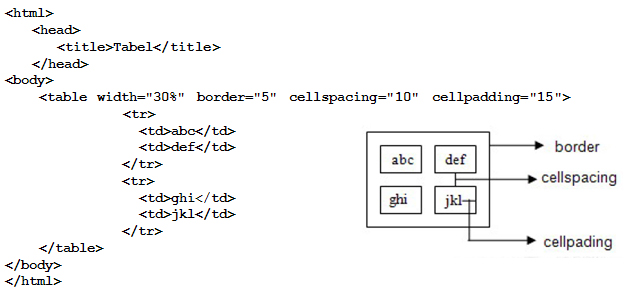 <html>
<head>
<title>Tabel</title>
</head>
<body>
<table width="30%" border="5" cellspacing="10" cellpadding="15">
<tr>
<td>abc</td>
<td>def</td>
</tr>
<tr>
<td>ghi</td>
<td>jkl</td>
</tr>
</table>
</body>
</html>
abc def
ghi jkl
border
cellspacing
cellpading